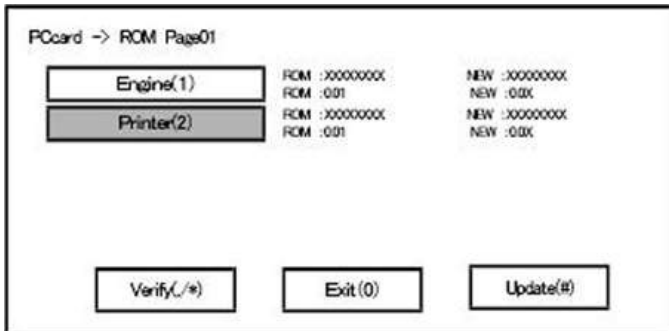 PCcard -> ROM Page01
Engine(1) ROM :XXXXXXXX NEW :XXXXXXXX
ROM :001 NEW :00X
Printer(2) ROM :XXXXXXXX NEW :XXXXXXXX
ROM :001 NEW :00X
Verify(./*) Exit(0) Update(#)